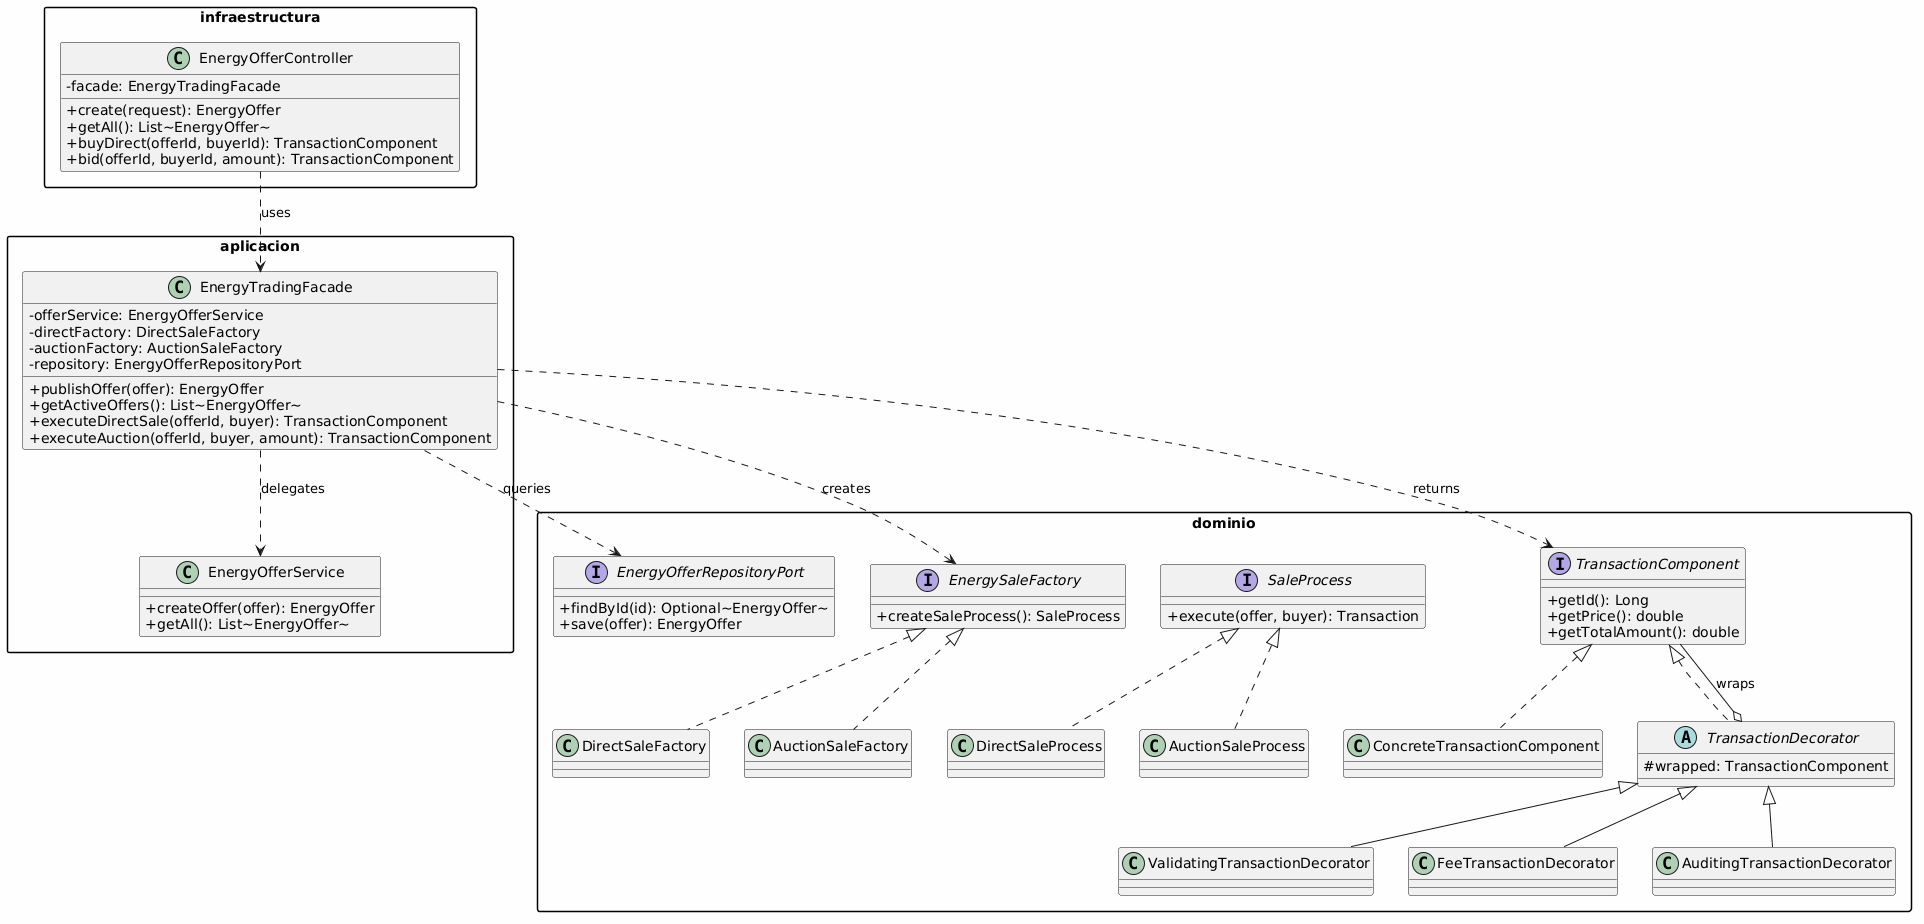 infraestructura
C EnergyOfferController
-facade: EnergyTradingFacade
+create(request): EnergyOffer
+getAll(): List~EnergyOffer~
+buyDirect(offerId, buyerId): TransactionComponent
+bid(offerId, buyerId, amount): TransactionComponent
uses
aplicacion
C EnergyTradingFacade
-offerService: EnergyOfferService
-directFactory: DirectSaleFactory
-auctionFactory: AuctionSaleFactory
-repository: EnergyOfferRepositoryPort
+publishOffer(offer): EnergyOffer
+getActiveOffers(): List~EnergyOffer~
+executeDirectSale(offerId, buyer): TransactionComponent
+executeAuction(offerId, buyer, amount): TransactionComponent
delegates
queries
creates
returns
C EnergyOfferService
+createOffer(offer): EnergyOffer
+getAll(): List~EnergyOffer~
dominio
I EnergyOfferRepositoryPort
+findById(id): Optional~EnergyOffer~
+save(offer): EnergyOffer
I EnergySaleFactory
+createSaleProcess(): SaleProcess
I SaleProcess
+execute(offer, buyer): Transaction
I TransactionComponent
+getId(): Long
+getPrice(): double
+getTotalAmount(): double
wraps
C DirectSaleFactory
C AuctionSaleFactory
C DirectSaleProcess
C AuctionSaleProcess
C ConcreteTransactionComponent
A TransactionDecorator
#wrapped: TransactionComponent
C ValidatingTransactionDecorator
C FeeTransactionDecorator
C AuditingTransactionDecorator